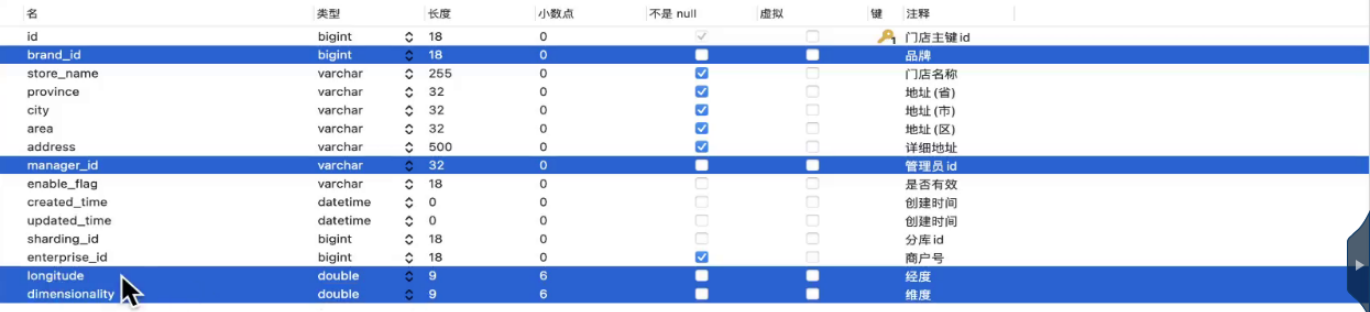 名 类型 长度 小数点 不是 null 虚拟 键 注释
id bigint 18 0 1 门店主键id
brand_id bigint 18 0 品牌
store_name varchar 255 0 门店名称
province varchar 32 0 地址(省)
city varchar 32 0 地址(市)
area varchar 32 0 地址(区)
address varchar 500 0 详细地址
manager_id varchar 32 0 管理员id
enable_flag varchar 18 0 是否有效
created_time datetime 0 0 创建时间
updated_time datetime 0 0 创建时间
sharding_id bigint 18 0 分库id
enterprise_id bigint 18 0 商户号
longitude double 9 6 经度
dimensionality double 9 6 维度